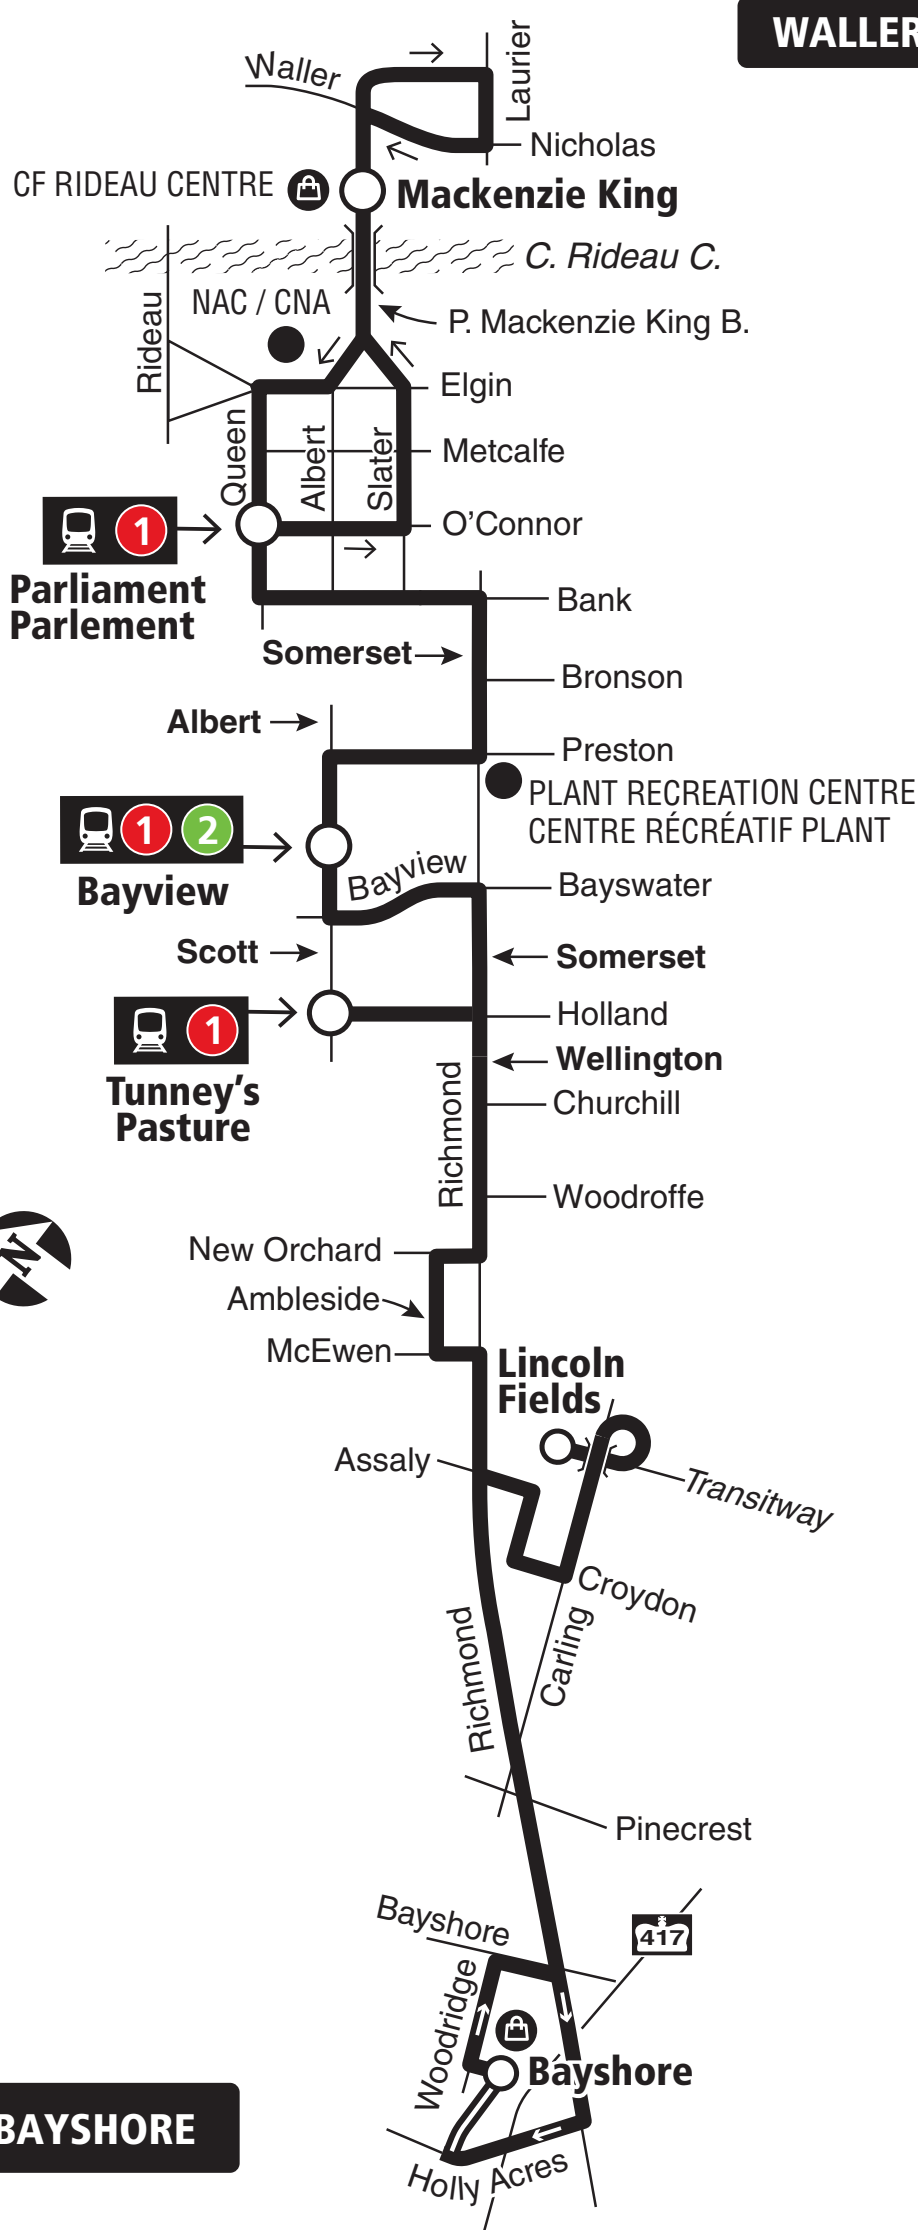 WALLER
Waller
Laurier
Nicholas
CF RIDEAU CENTRE
Mackenzie King
C. Rideau C.
NAC / CNA
P. Mackenzie King B.
Rideau
Elgin
Queen
Albert
Slater
Metcalfe
1
O'Connor
Parliament
Parlement
Bank
Somerset
Bronson
Albert
Preston
PLANT RECREATION CENTRE
CENTRE RÉCRÉATIF PLANT
1 2
Bayview
Bayview
Bayswater
Scott
Somerset
1
Holland
Tunney's
Pasture
Wellington
Churchill
Richmond
Woodroffe
N
New Orchard
Ambleside
McEwen
Lincoln
Fields
Assaly
Transitway
Croydon
Richmond
Carling
Pinecrest
Bayshore
417
Woodridge
Bayshore
BAYSHORE
Holly Acres